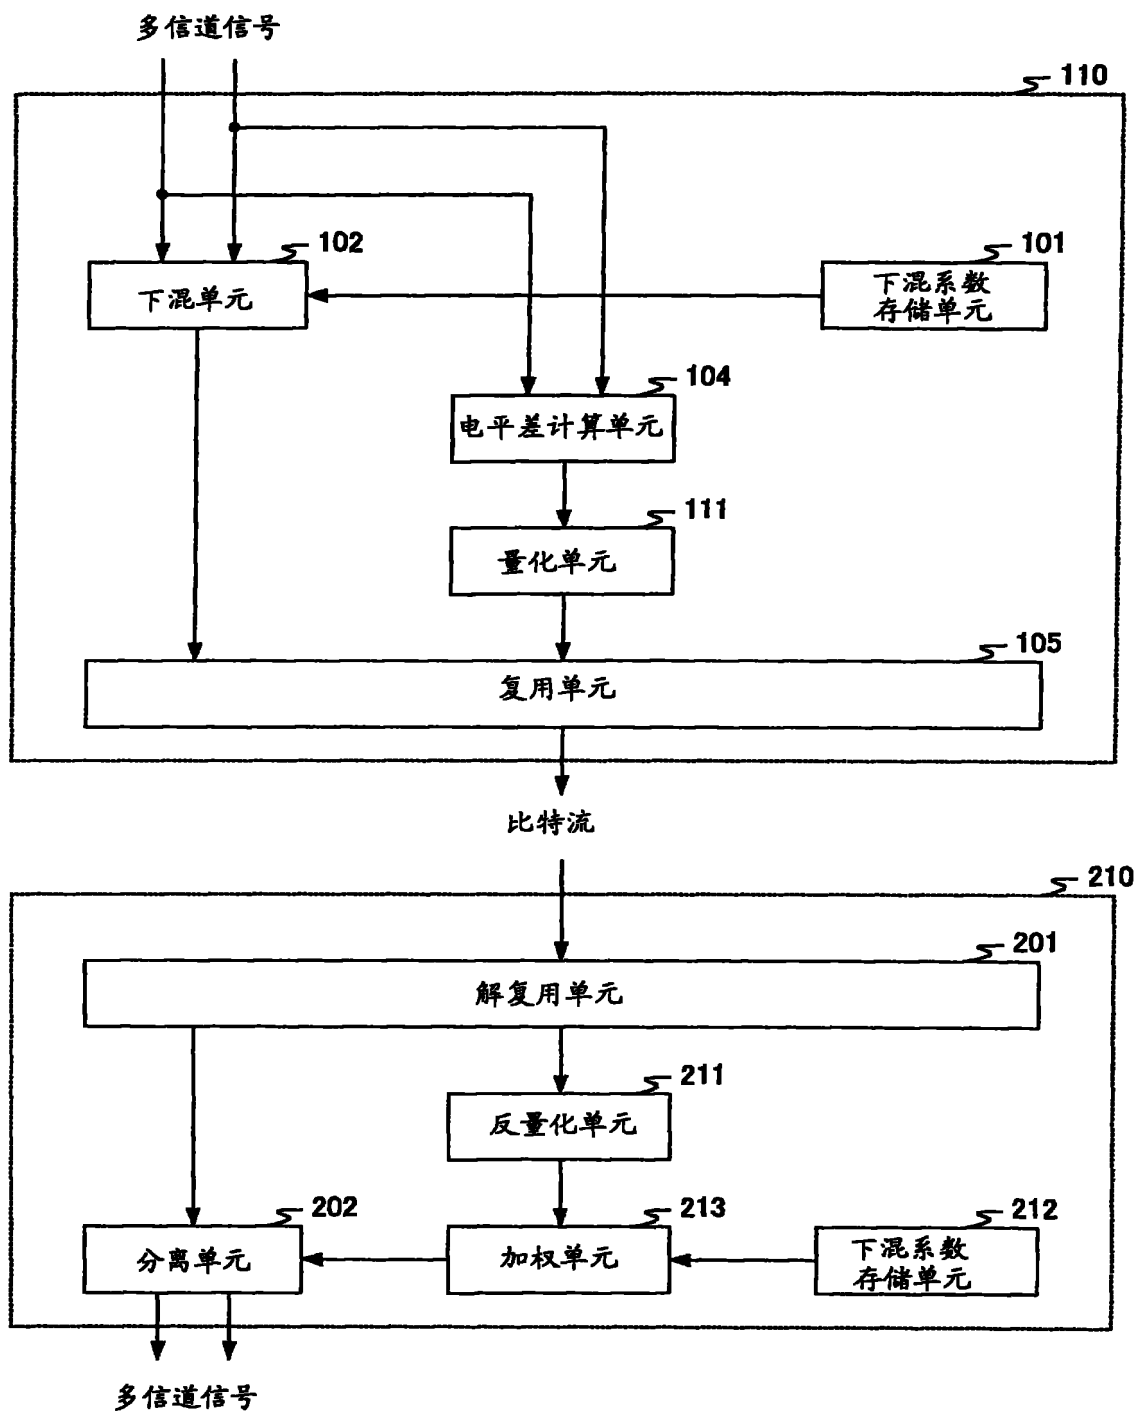 多信道信号
110
102
101
下混单元
下混系数
存储单元
104
电平差计算单元
111
量化单元
105
复用单元
比特流
210
201
解复用单元
211
反量化单元
202
213
212
分离单元
加权单元
下混系数
存储单元
多信道信号